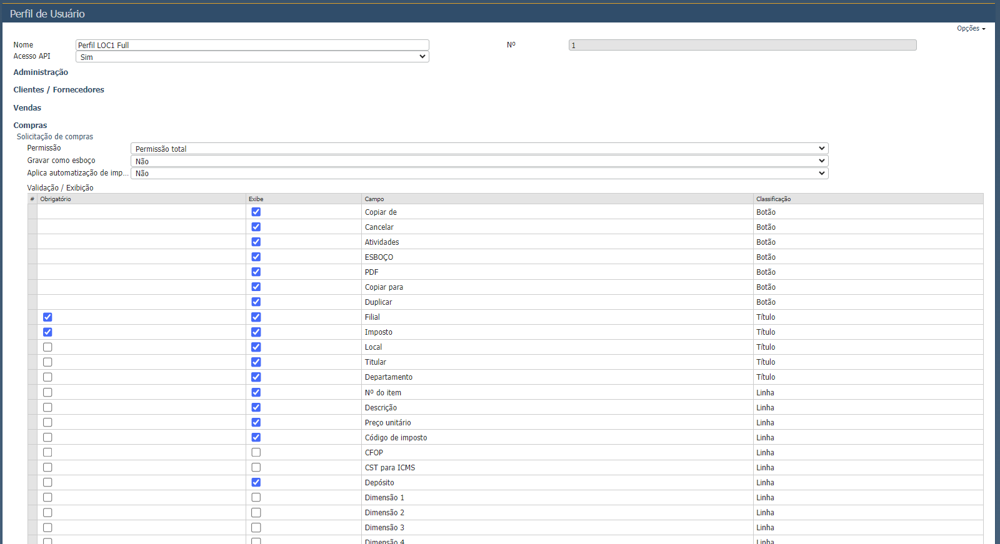 Perfil de Usuário
Opções
Nome Perfil LOC1 Full Nº 1
Acesso API Sim
Administração
Clientes / Fornecedores
Vendas
Compras
Solicitação de compras
Permissão Permissão total
Gravar como esboço Não
Aplica automatização de imp... Não
Validação / Exibição
# Obrigatório Exibe Campo Classificação
Copiar de Botão
Cancelar Botão
Atividades Botão
ESBOÇO Botão
PDF Botão
Copiar para Botão
Duplicar Botão
Filial Título
Imposto Título
Local Título
Titular Título
Departamento Título
Nº do item Linha
Descrição Linha
Preço unitário Linha
Código de imposto Linha
CFOP Linha
CST para ICMS Linha
Depósito Linha
Dimensão 1 Linha
Dimensão 2 Linha
Dimensão 3 Linha
Dimensão 4 Linha